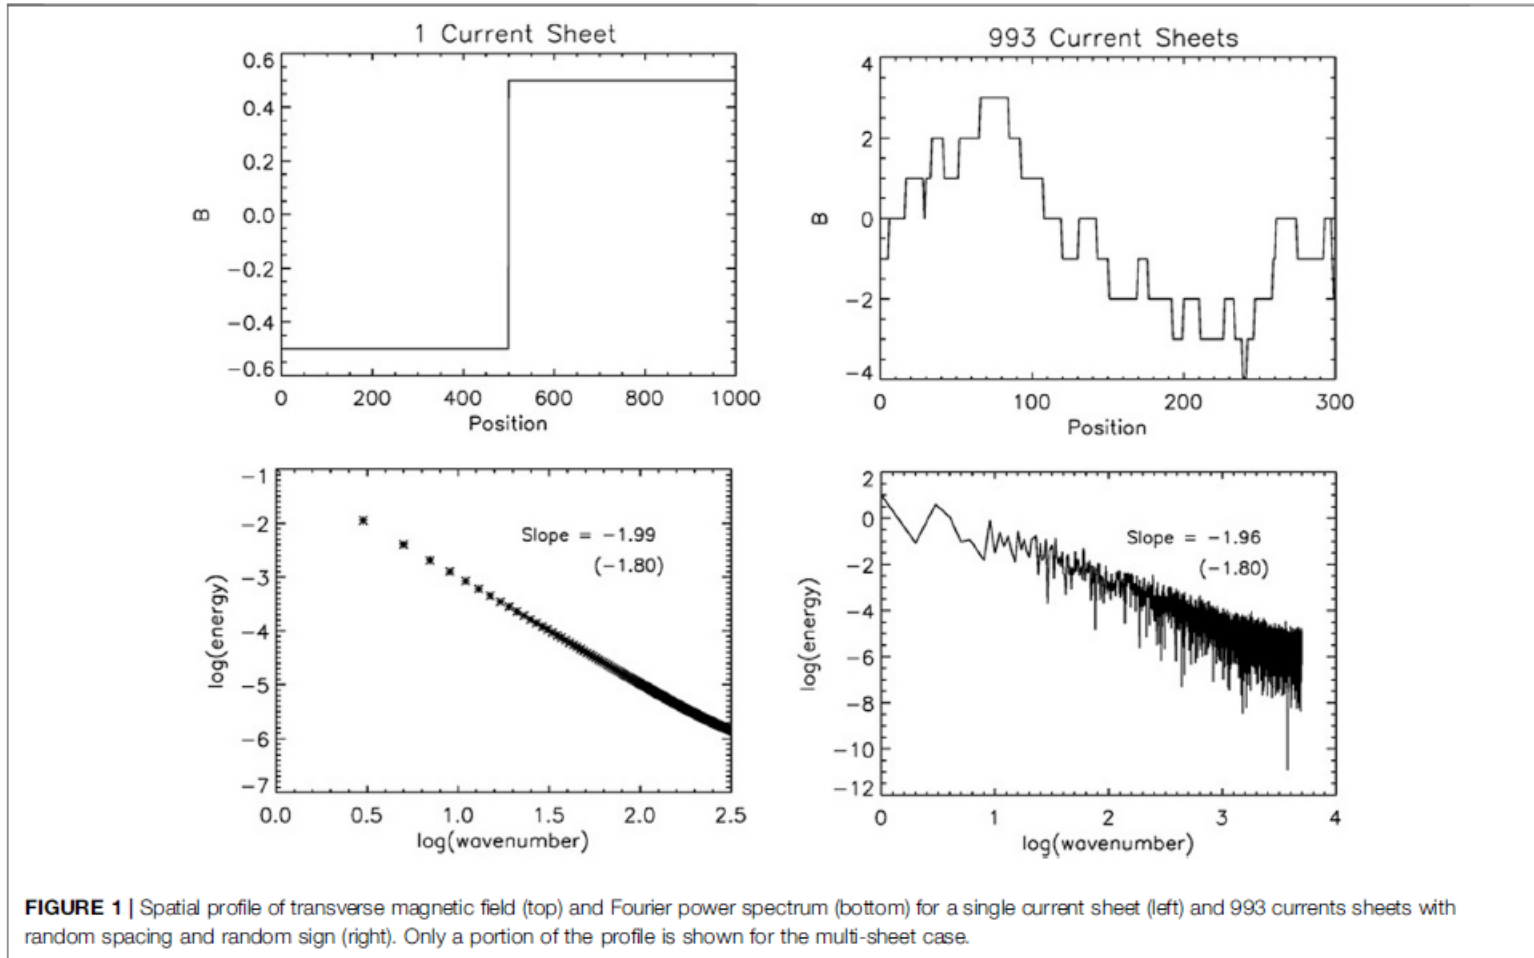 1 Current Sheet
0.6
0.4
0.2
0.0
−0.2
−0.4
−0.6
B
0 200 400 600 800 1000
Position
993 Current Sheets
4
2
0
−2
−4
B
0 100 200 300
Position
−1
−2
−3
−4
−5
−6
−7
log(energy)
Slope = −1.99
(−1.80)
0.0 0.5 1.0 1.5 2.0 2.5
log(wavenumber)
2
0
−2
−4
−6
−8
−10
−12
log(energy)
Slope = −1.96
(−1.80)
0 1 2 3 4
log(wavenumber)
FIGURE 1 | Spatial profile of transverse magnetic field (top) and Fourier power spectrum (bottom) for a single current sheet (left) and 993 currents sheets with
random spacing and random sign (right). Only a portion of the profile is shown for the multi-sheet case.